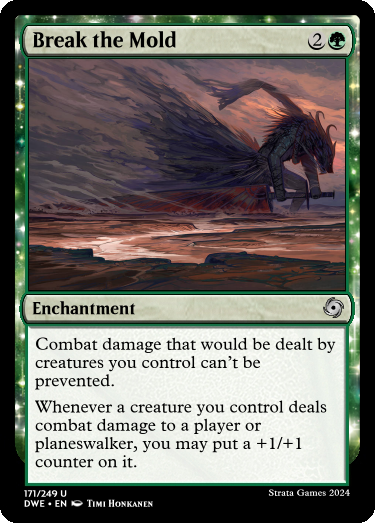 Break the Mold 2
Enchantment
Combat damage that would be dealt by
creatures you control can't be
prevented.
Whenever a creature you control deals
combat damage to a player or
planeswalker, you may put a +1/+1
counter on it.
171/249 U Strata Games 2024
DWE • EN Timi Honkanen